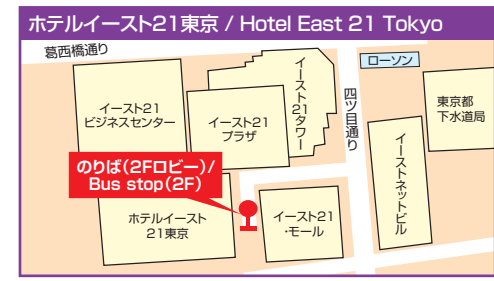 ホテルイースト21東京 / Hotel East 21 Tokyo
葛西橋通り
ローソン
イースト21タワー
四ツ目通り
東京都
下水道局
イースト21
ビジネスセンター
イースト21
プラザ
イーストネットビル
のりば(2Fロビー)/
Bus stop(2F)
ホテルイースト
21東京
イースト21
・モール